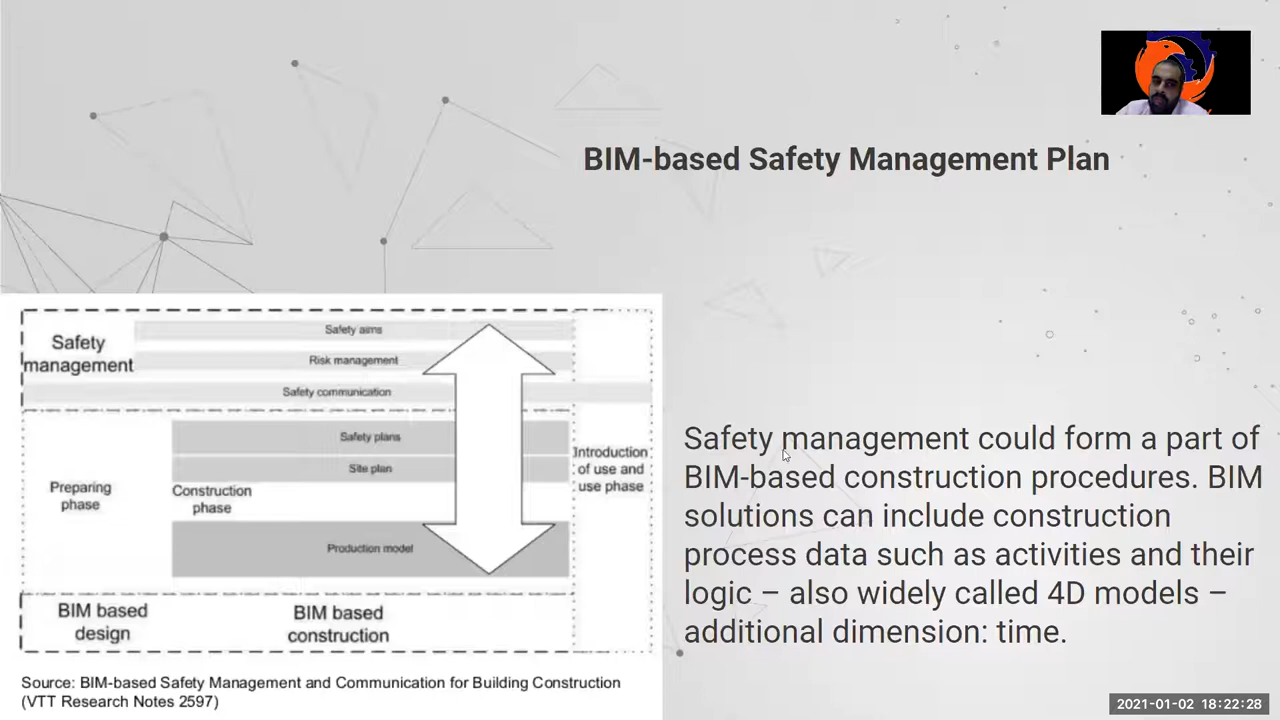 BIM-based Safety Management Plan
Safety
management
Safety aims
Risk management
Safety communication
Safety plans
Site plan
Preparing
phase
Construction
phase
Introduction
of use and
use phase
Production model
BIM based
design
BIM based
construction
Source: BIM-based Safety Management and Communication for Building Construction
(VTT Research Notes 2597)
Safety management could form a part of
BIM-based construction procedures. BIM
solutions can include construction
process data such as activities and their
logic – also widely called 4D models –
additional dimension: time.
2021-01-02 18:22:28